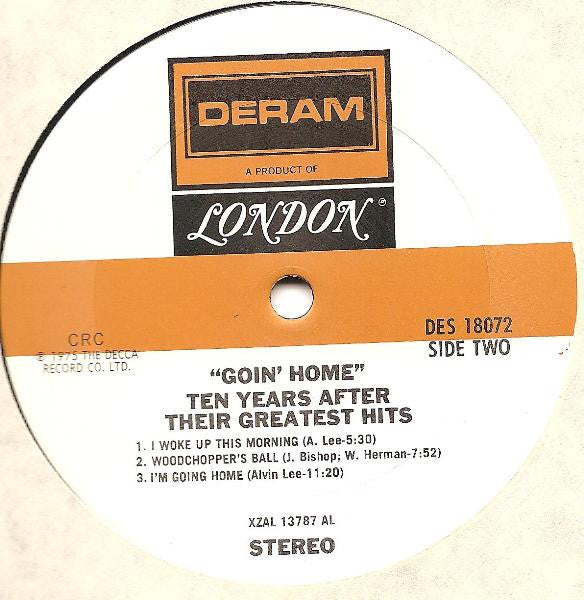 DERAM
A PRODUCT OF
LONDON®
CRC
℗ 1975 THE DECCA
RECORD CO. LTD.
DES 18072
SIDE TWO
"GOIN' HOME"
TEN YEARS AFTER
THEIR GREATEST HITS
1. I WOKE UP THIS MORNING (A. Lee-5:30)
2. WOODCHOPPER'S BALL (J. Bishop; W. Herman-7:52)
3. I'M GOING HOME (Alvin Lee-11:20)
XZAL 13787 AL
STEREO